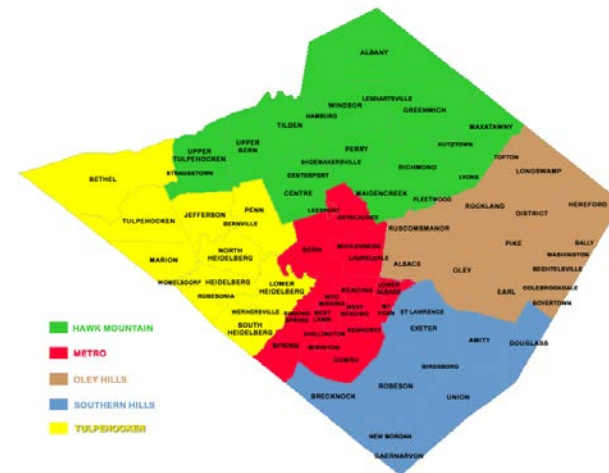 ALBANY
LENHARTSVILLE
WINDSOR
GREENWICH
HAMBURG
TILDEN
MAXATAWNY
KUTZTOWN
UPPER
BERN
PERRY
UPPER
TULPEHOCKEN
TOPTON
SHOEMAKERSVILLE
RICHMOND
LONGSWAMP
STRAUSSTOWN
CENTERPORT
LYONS
BETHEL
CENTRE
MAIDENCREEK
FLEETWOOD
ROCKLAND
HEREFORD
PENN
LEESPORT
ONTELAUNEE
DISTRICT
JEFFERSON
TULPEHOCKEN
BERNVILLE
RUSCOMBMANOR
PIKE
BALLY
BERN
MUHLENBERG
NORTH
HEIDELBERG
WASHINGTON
LAURELDALE
MARION
ALSACE
OLEY
BECHTELSVILLE
WOMELSDORF
HEIDELBERG
LOWER
HEIDELBERG
LOWER
ALSACE
READING
EARL
COLEBROOKDALE
ROBESONIA
WYO
MISSING
BOYERTOWN
WEST
READING
MT
PENN
ST LAWRENCE
SINKING
SPRING
WEST
LAWN
WERNERSVILLE
SOUTH
HEIDELBERG
KENHORST
EXETER
SHILLINGTON
AMITY
DOUGLASS
SPRING
MOHNTON
CUMRU
BIRDSBORO
ROBESON
BRECKNOCK
UNION
NEW MORGAN
CAERNARVON
HAWK MOUNTAIN
METRO
OLEY HILLS
SOUTHERN HILLS
TULPEHOCKEN